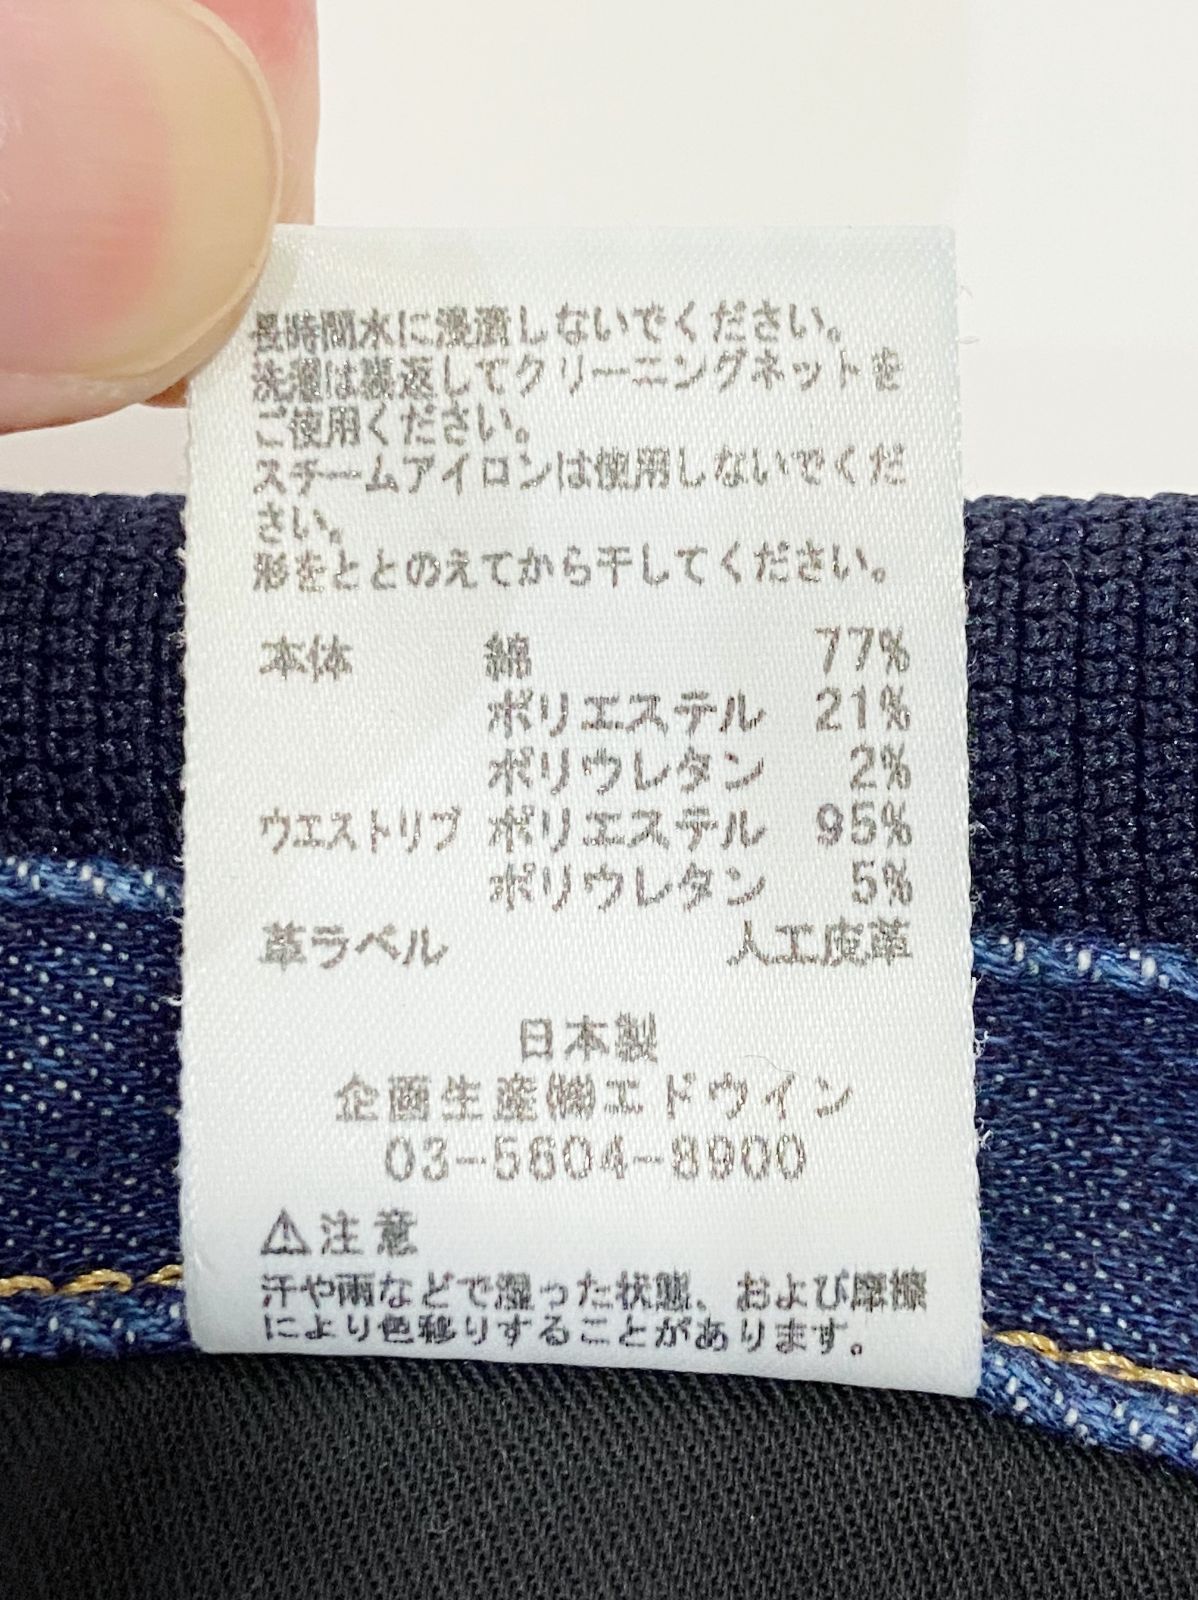 長時間水に浸漬しないでください。
洗濯は裏返してクリーニングネットを
ご使用ください。
スチームアイロンは使用しないでくだ
さい。
形をととのえてから干してください。
本体 綿 77%
ポリエステル 21%
ポリウレタン 2%
ウエストリブ ポリエステル 95%
ポリウレタン 5%
革ラベル 人工皮革
日本製
企画生産㈱エドウイン
03-5604-8900
⚠注意
汗や雨などで湿った状態、および摩擦
により色移りすることがあります。